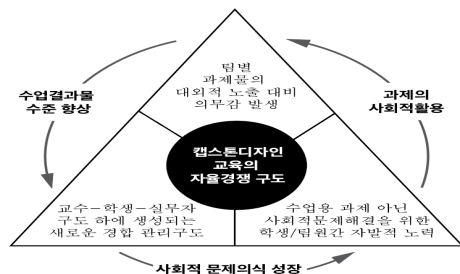 팀별
과제물의
대외적 노출 대비
의무감 발생
수업결과물
수준 향상
과제의
사회적활용
캡스톤디자인
교육의
자율경쟁 구도
교수-학생-실무자
구도 하에 생성되는
새로운 경합 관리구도
수업용 과제 아닌
사회적문제해결을 위한
학생/팀원간 자발적 노력
사회적 문제의식 성장